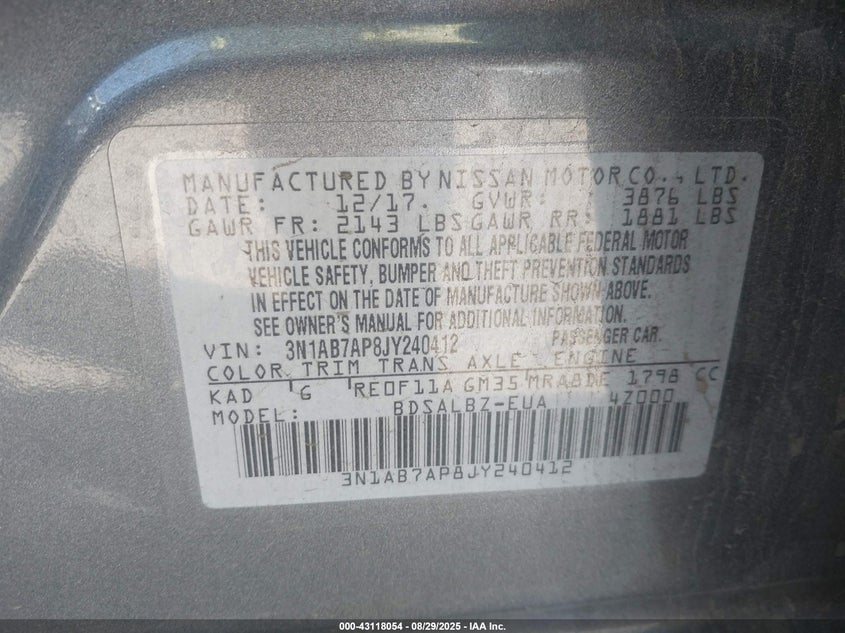 MANUFACTURED BY NISSAN MOTOR CO., LTD.
DATE: 12/17. GVWR: 3876 LBS
GAWR FR: 2143 LBS GAWR RR: 1881 LBS
THIS VEHICLE CONFORMS TO ALL APPLICABLE FEDERAL MOTOR
VEHICLE SAFETY, BUMPER AND THEFT PREVENTION STANDARDS
IN EFFECT ON THE DATE OF MANUFACTURE SHOWN ABOVE.
SEE OWNER'S MANUAL FOR ADDITIONAL INFORMATION.
VIN: 3N1AB7AP8JY240412 PASSENGER CAR.
COLOR TRIM TRANS AXLE ENGINE
KAD G RE0F11A GM35 MRA8DE 1798 CC
MODEL: BDSALBZ-EUA 4Z000
3N1AB7AP8JY240412
000-43118054 - 08/29/2025 - IAA Inc.